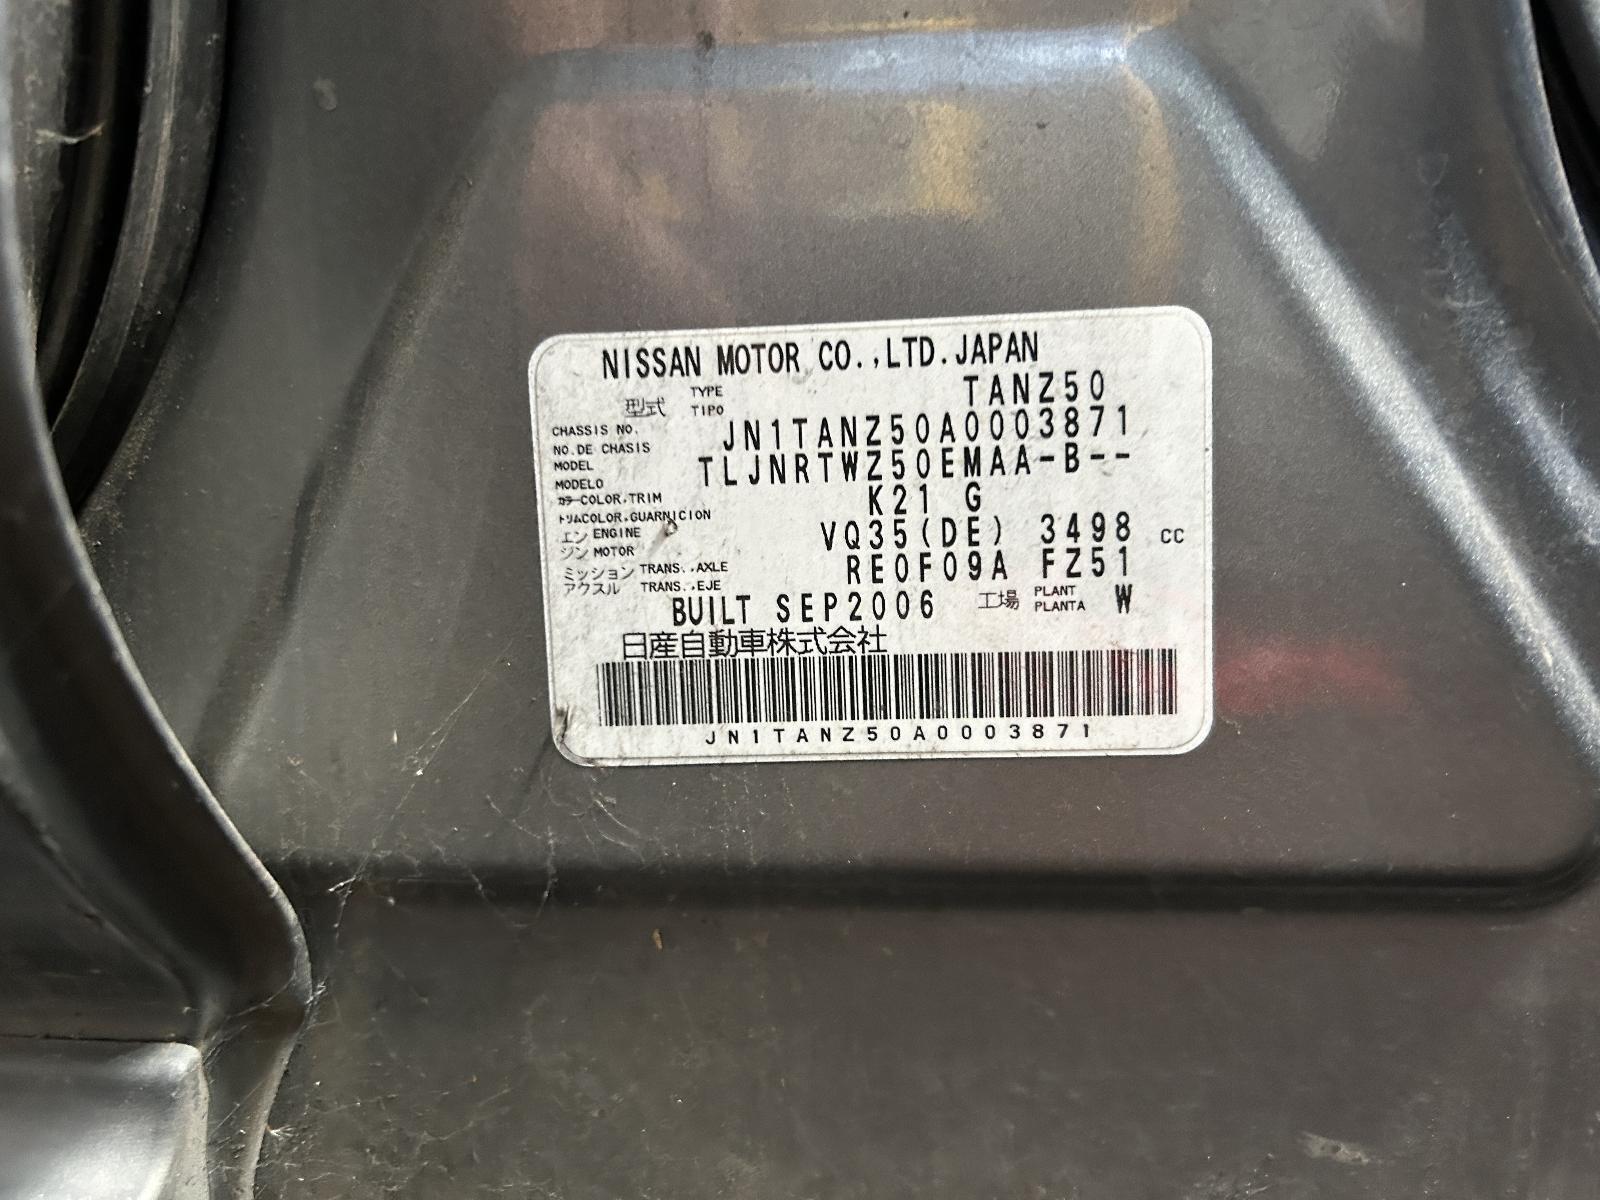 NISSAN MOTOR CO.,LTD.JAPAN
型式 TYPE TIPO TANZ50
CHASSIS NO. NO.DE CHASIS JN1TANZ50A0003871
MODEL MODELO TLJNRTWZ50EMAA-B--
カラー COLOR.TRIM K21 G
トリム COLOR.GUARNICION
エンジン ENGINE MOTOR VQ35(DE) 3498 CC
ミッション TRANS..AXLE RE0F09A FZ51
アクスル TRANS..EJE
BUILT SEP2006 工場 PLANT PLANTA W
日産自動車株式会社
JN1TANZ50A0003871